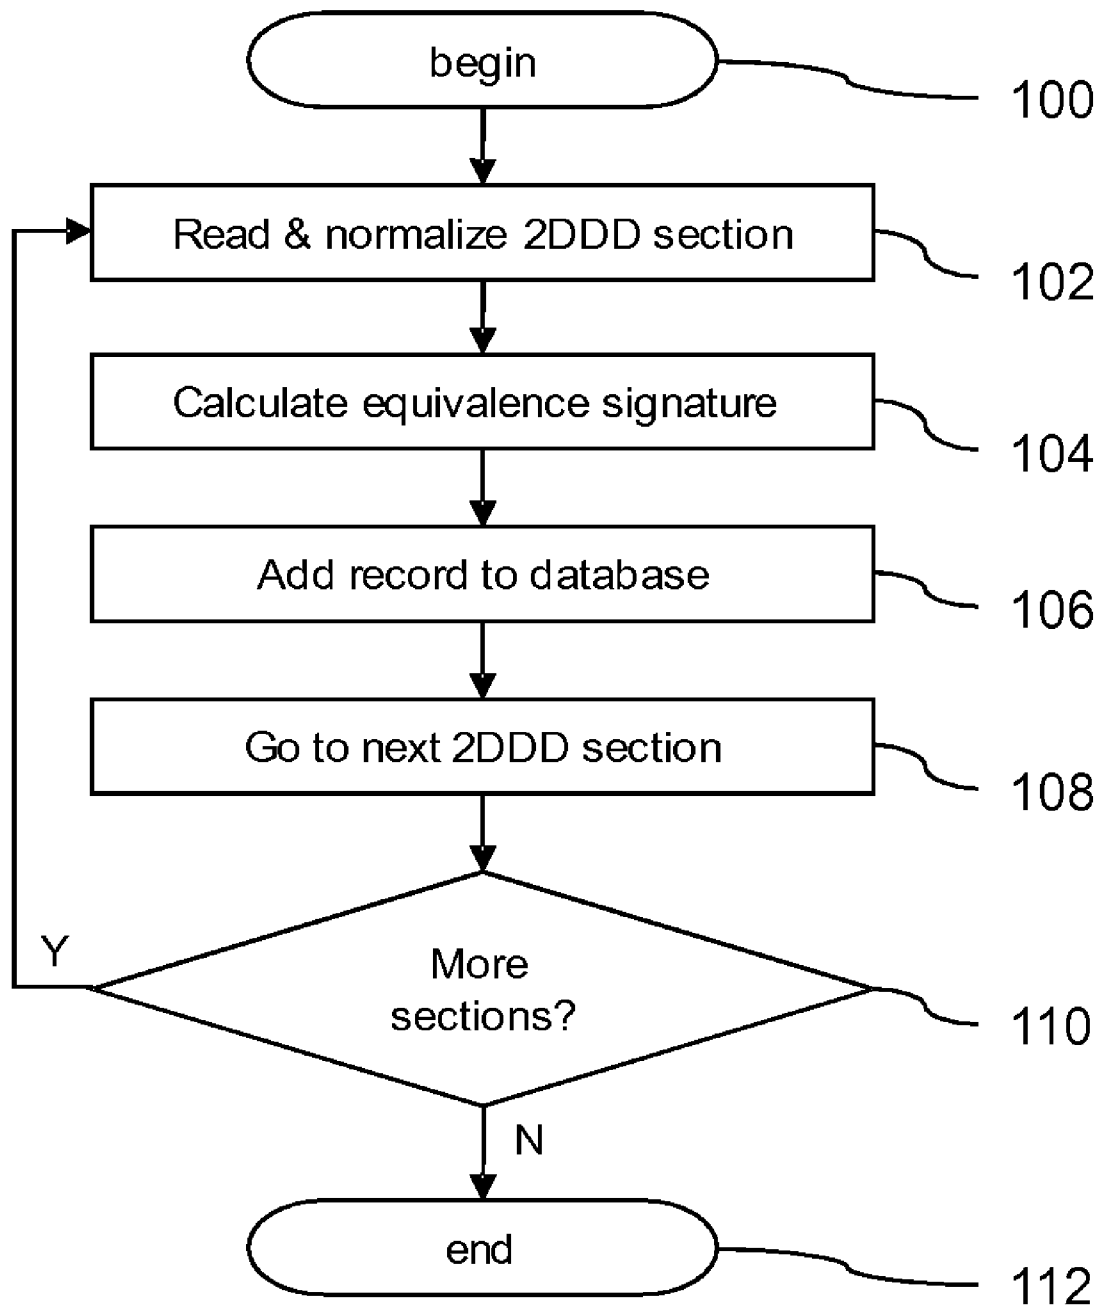 begin
100
Read & normalize 2DDD section
102
Calculate equivalence signature
104
Add record to database
106
Go to next 2DDD section
108
Y
More
sections?
110
N
end
112